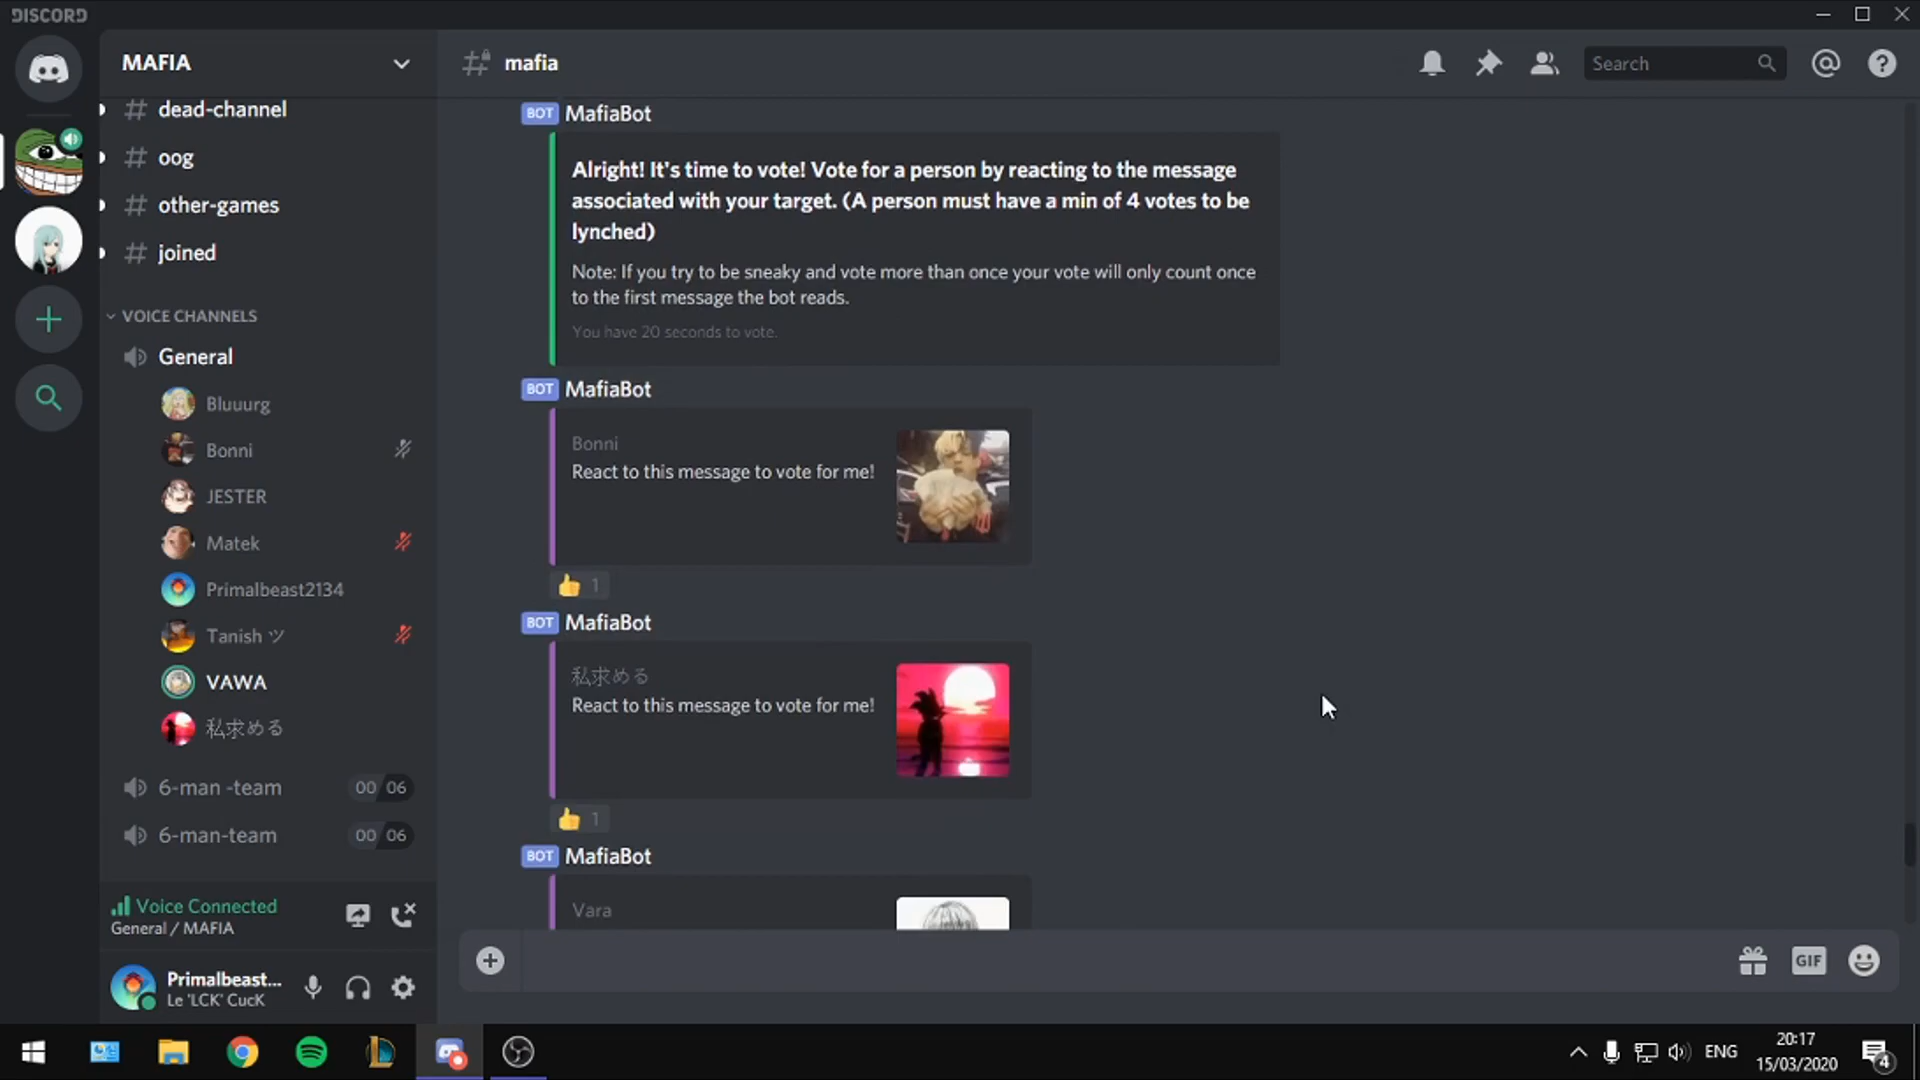 DISCORD
MAFIA
mafia
Search
dead-channel
oog
other-games
joined
VOICE CHANNELS
General
Bluuurg
Bonni
JESTER
Matek
Primalbeast2134
Tanish ツ
VAWA
私求める
6-man -team 00 06
6-man-team 00 06
Voice Connected
General / MAFIA
Primalbeast...
Le 'LCK' CucK
BOT MafiaBot
Alright! It's time to vote! Vote for a person by reacting to the message
associated with your target. (A person must have a min of 4 votes to be
lynched)
Note: If you try to be sneaky and vote more than once your vote will only count once
to the first message the bot reads.
You have 20 seconds to vote.
BOT MafiaBot
Bonni
React to this message to vote for me!
1
BOT MafiaBot
私求める
React to this message to vote for me!
1
BOT MafiaBot
Vara
GIF
ENG
20:17
15/03/2020
4